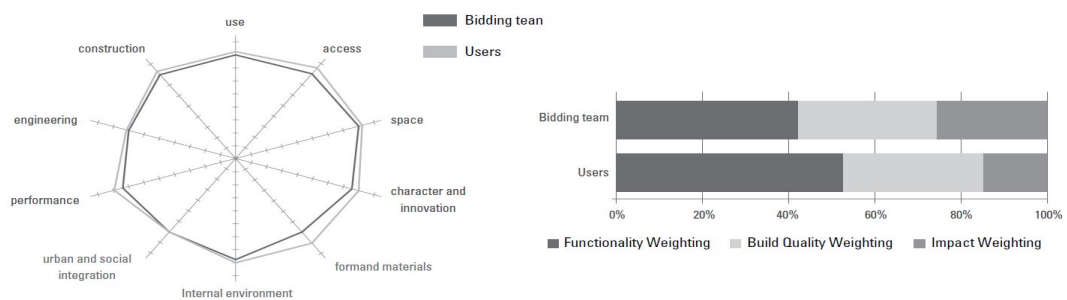 use
Bidding tean
construction
access
Users
engineering
space
performance
character and
innovation
urban and social
integration
formand materials
Internal environment
Bidding team
Users
0%
20%
40%
60%
80%
100%
Functionality Weighting
Build Quality Weighting
Impact Weighting